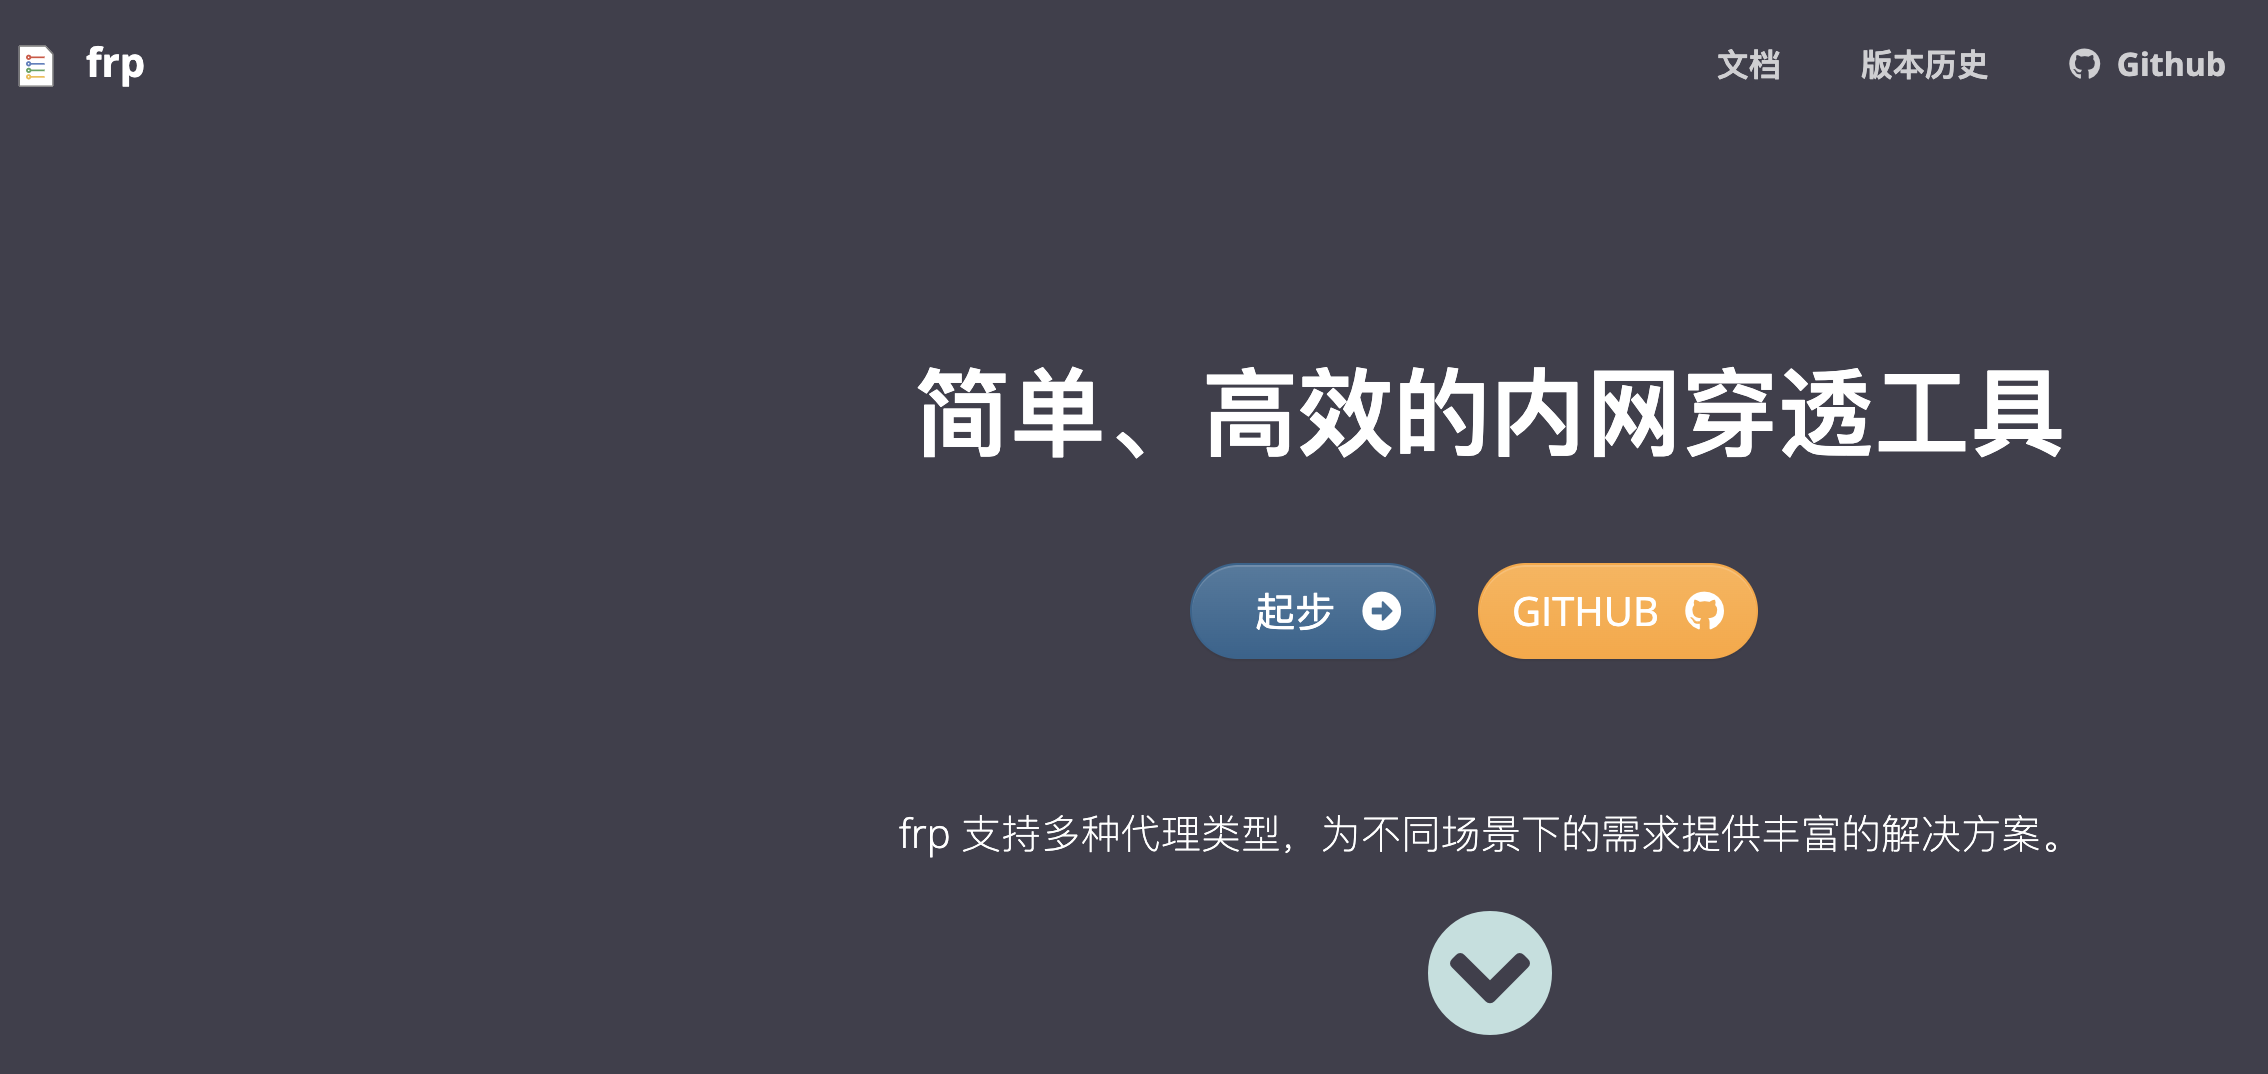 frp
文档
版本历史
Github
简单、高效的内网穿透工具
起步
GITHUB
frp 支持多种代理类型，为不同场景下的需求提供丰富的解决方案。